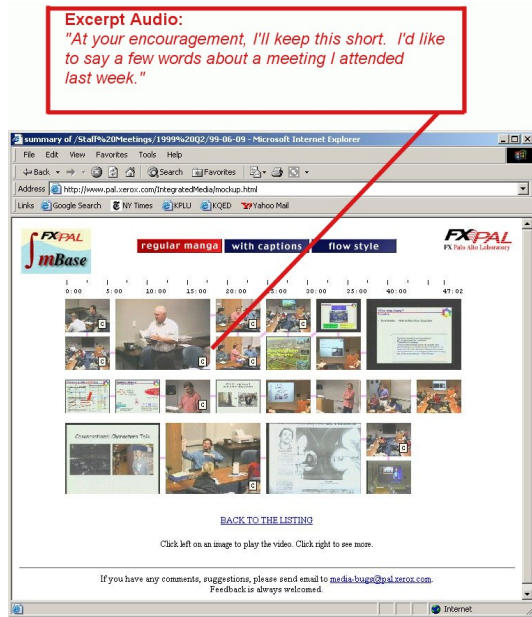 Excerpt Audio:
"At your encouragement, I'll keep this short. I'd like
to say a few words about a meeting I attended
last week."
summary of /Staff%20Meetings/1999%20Q2/99-06-09 - Microsoft Internet Explorer
File Edit View Favorites Tools Help
Back Search Favorites
Address http://www.pal.xerox.com/IntegratedMedia/mockup.html
Links Google Search NY Times KPLU KQED Yahoo Mail
FXPAL
mBase
regular manga with captions flow style
FXPAL
FX Palo Alto Laboratory
0:00 5:00 10:00 15:00 20:00 25:00 30:00 35:00 40:00 47:02
C C C C
C C
C
Conversational Characters Talk
C C
BACK TO THE LISTING
Click left on an image to play the video. Click right to see more.
If you have any comments, suggestions, please send email to media-bugs@pal.xerox.com.
Feedback is always welcomed.
Internet